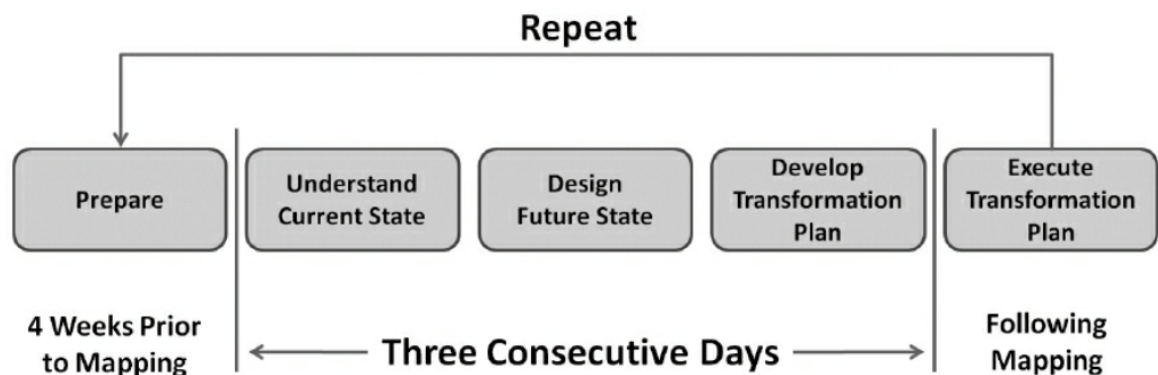 Repeat
Prepare
Understand
Current State
Design
Future State
Develop
Transformation
Plan
Execute
Transformation
Plan
4 Weeks Prior
to Mapping
Three Consecutive Days
Following
Mapping